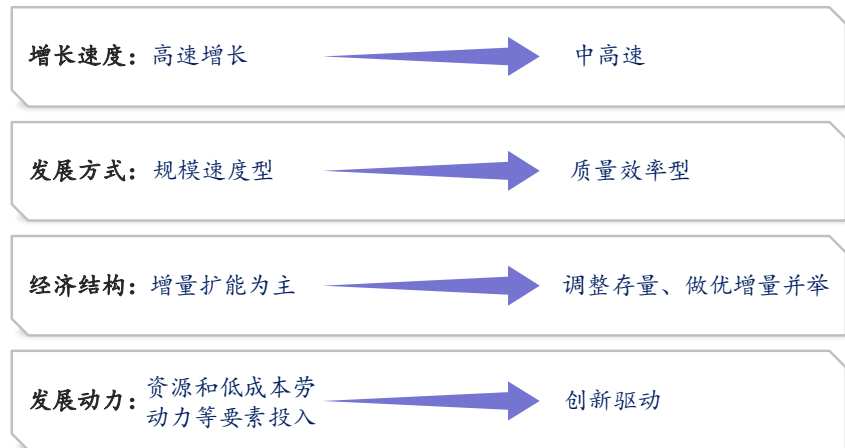 增长速度：高速增长 中高速
发展方式：规模速度型 质量效率型
经济结构：增量扩能为主 调整存量、做优增量并举
发展动力：资源和低成本劳
动力等要素投入 创新驱动